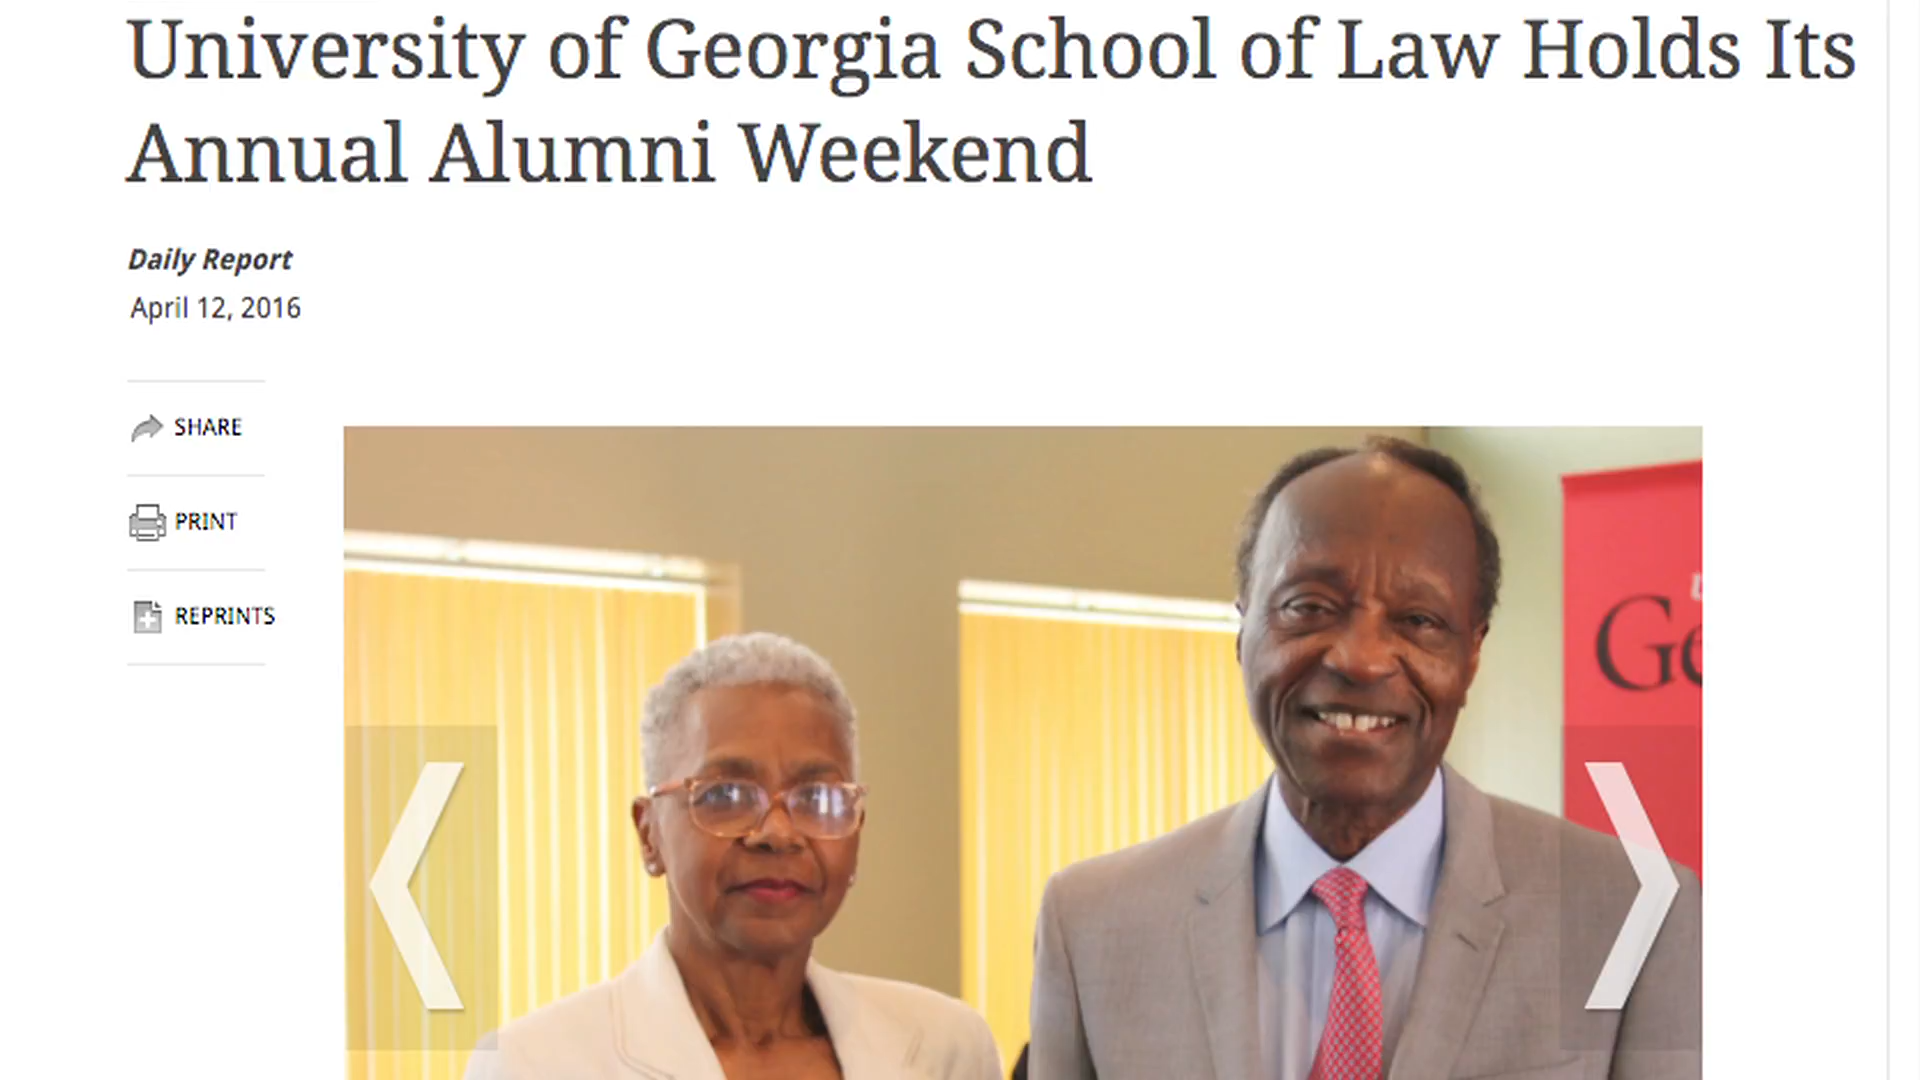 University of Georgia School of Law Holds Its
Annual Alumni Weekend
Daily Report
April 12, 2016
SHARE
PRINT
REPRINTS
Ge